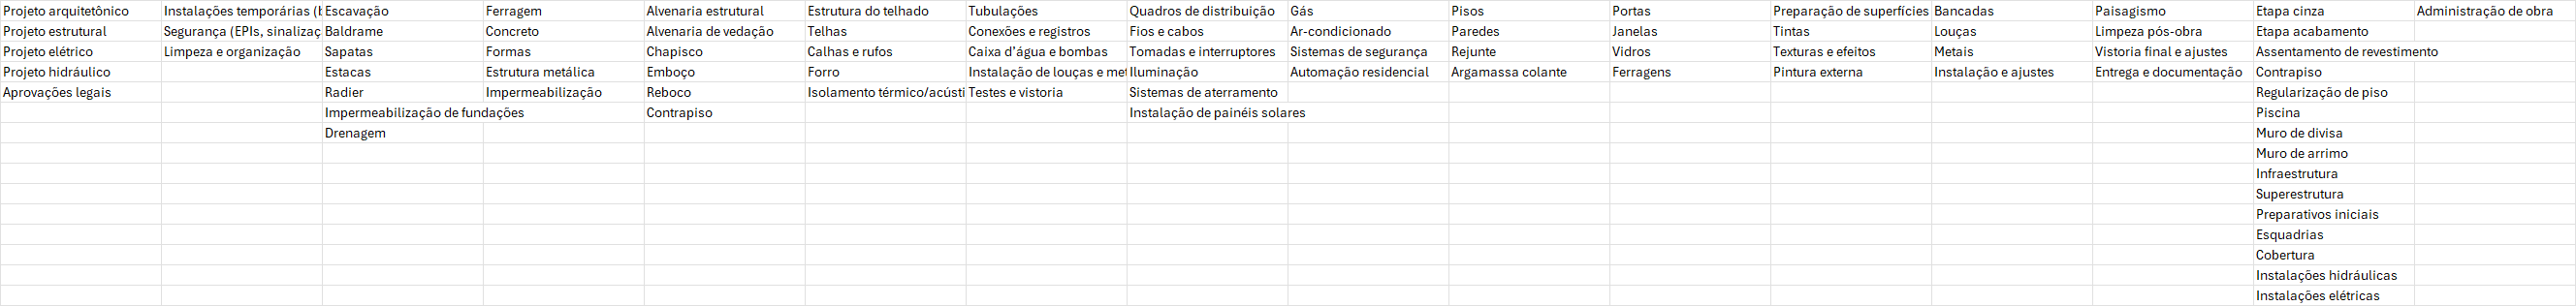 Projeto arquitetônico Instalações temporárias ( Escavação Ferragem Alvenaria estrutural Estrutura do telhado Tubulações Quadros de distribuição Gás Pisos Portas Preparação de superfícies Bancadas Paisagismo Etapa cinza Administração de obra
Projeto estrutural Segurança (EPIs, sinalizaç Baldrame Concreto Alvenaria de vedação Telhas Conexões e registros Fios e cabos Ar-condicionado Paredes Janelas Tintas Louças Limpeza pós-obra Etapa acabamento
Projeto elétrico Limpeza e organização Sapatas Formas Chapisco Calhas e rufos Caixa d'água e bombas Tomadas e interruptores Sistemas de segurança Rejunte Vidros Texturas e efeitos Metais Vistoria final e ajustes Assentamento de revestimento
Projeto hidráulico Estacas Estrutura metálica Emboço Forro Instalação de louças e me Iluminação Automação residencial Argamassa colante Ferragens Pintura externa Instalação e ajustes Entrega e documentação Contrapiso
Aprovações legais Radier Impermeabilização Reboco Isolamento térmico/acústi Testes e vistoria Sistemas de aterramento Regularização de piso
Impermeabilização de fundações Contrapiso Instalação de painéis solares Piscina
Drenagem Muro de divisa
Muro de arrimo
Infraestrutura
Superestrutura
Preparativos iniciais
Esquadrias
Cobertura
Instalações hidráulicas
Instalações elétricas